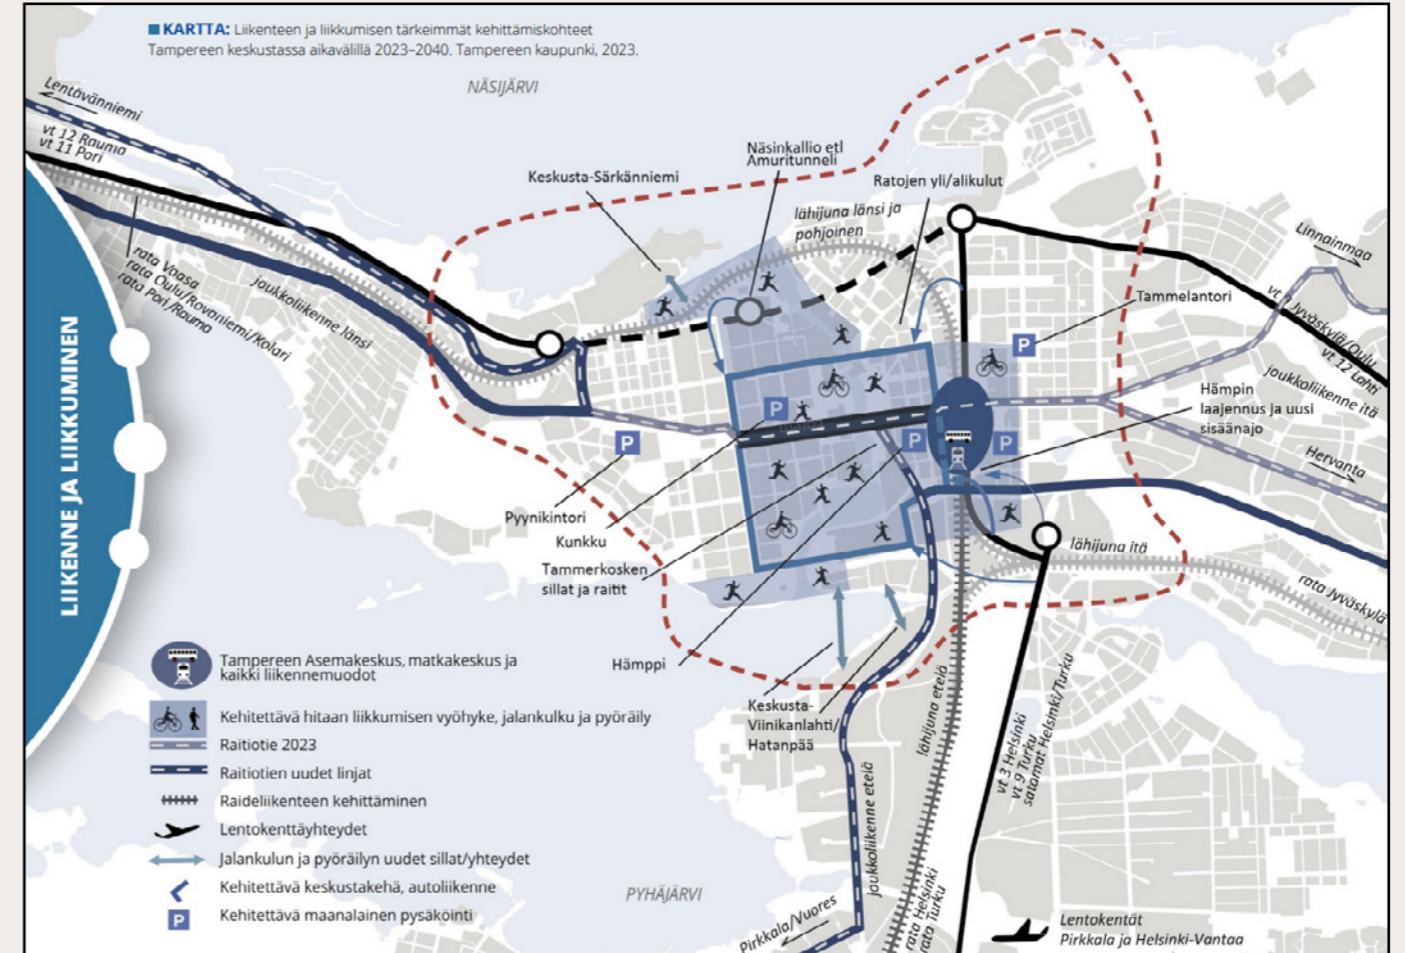 KARTTA: Liikenteen ja liikkumisen tärkeimmät kehittämiskohteet
Tampereen keskustassa aikavälillä 2023–2040. Tampereen kaupunki, 2023.
NÄSIJÄRVI
Lentävänniemi
vt 12 Rauma
vt 11 Pori
Keskusta-Särkänniemi
Näsinkallio etl
Amuritunneli
Ratojen yli/alikulut
lähijuna länsi ja
pohjoinen
Linnainmaa
rata Vaasa
rata Oulu/Rovaniemi/Kolari
rata Pori/Rauma
joukkoliikenne länsi
Tammelantori
vt 9 Jyväskylä/Oulu
vt 12 Lahti
joukkoliikenne itä
Hämpin
laajennus ja uusi
sisäänajo
P
P
P
P
P
Hervanta
LIIKENNE JA LIIKKUMINEN
Pyynikintori
Kunkku
Tammerkosken
sillat ja raitit
lähijuna itä
rata Jyväskylä
Hämppi
Keskusta-
Viinikanlahti/
Hatanpää
lähijuna etelä
vt 3 Helsinki
vt 9 Turku
satamat Helsinki/Turku
joukkoliikenne etelä
rata Helsinki
rata Turku
Pirkkala/Vuores
PYHÄJÄRVI
Tampereen Asemakeskus, matkakeskus ja
kaikki liikennemuodot
Kehitettävä hitaan liikkumisen vyöhyke, jalankulku ja pyöräily
Raitiotie 2023
Raitiotien uudet linjat
Raideliikenteen kehittäminen
Lentokenttäyhteydet
Jalankulun ja pyöräilyn uudet sillat/yhteydet
Kehitettävä keskustakehä, autoliikenne
P Kehitettävä maanalainen pysäköinti
Lentokentät
Pirkkala ja Helsinki-Vantaa